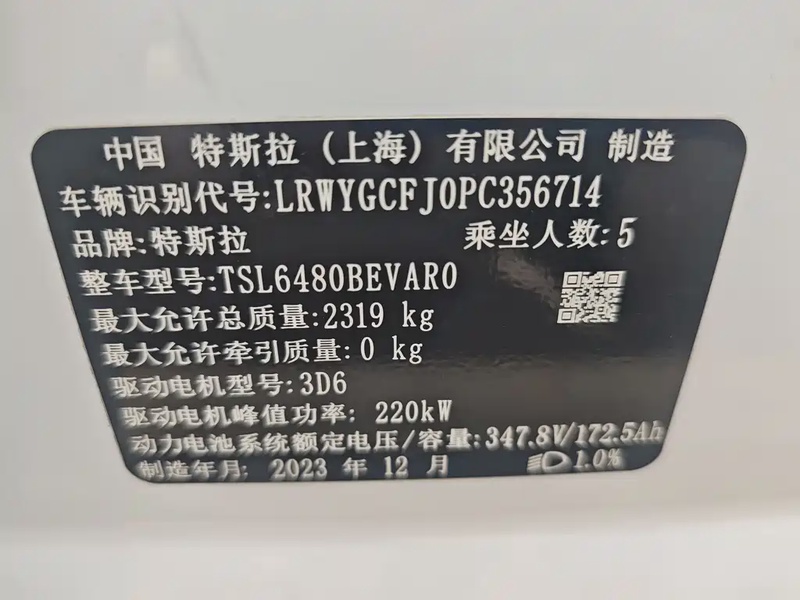 中国 特斯拉（上海）有限公司 制造
车辆识别代号:LRWYGCFJ0PC356714
品牌:特斯拉 乘坐人数:5
整车型号:TSL6480BEVAR0
最大允许总质量:2319 kg
最大允许牵引质量:0 kg
驱动电机型号:3D6
驱动电机峰值功率: 220kW
动力电池系统额定电压/容量:347.8V/172.5Ah
制造年月: 2023 年 12 月 1.0%